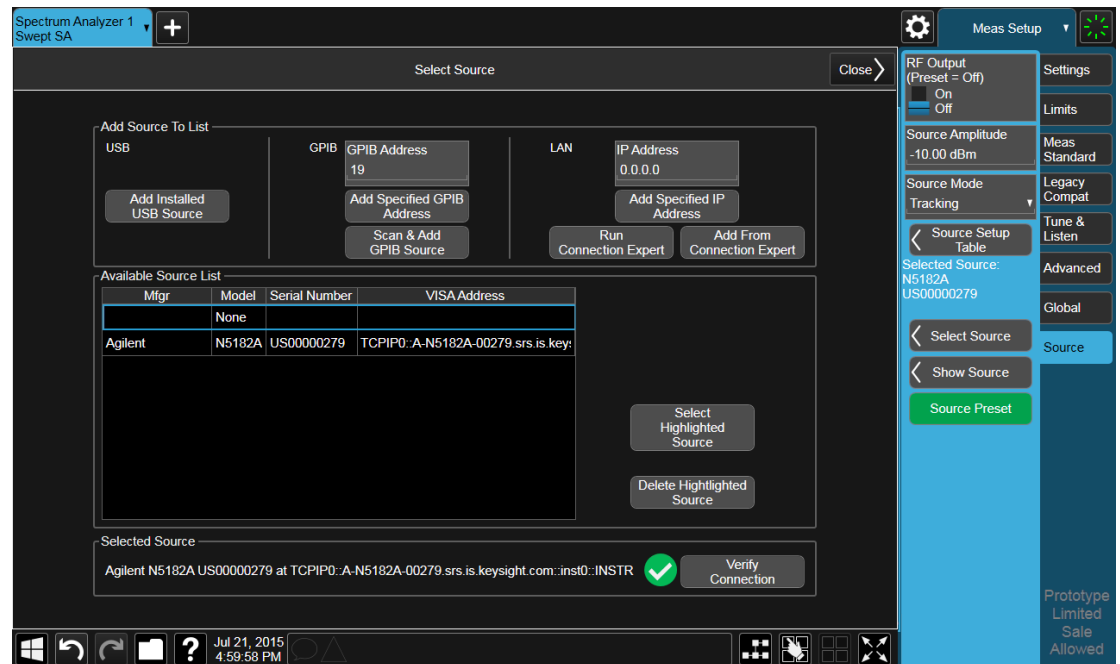 Spectrum Analyzer 1
Swept SA
Meas Setup
Select Source
Close
Add Source To List
USB
GPIB
GPIB Address
19
LAN
IP Address
0.0.0.0
Add Installed
USB Source
Add Specified GPIB
Address
Add Specified IP
Address
Scan & Add
GPIB Source
Run
Connection Expert
Add From
Connection Expert
Available Source List
Mfgr Model Serial Number VISA Address
None
Agilent N5182A US00000279 TCPIP0::A-N5182A-00279.srs.is.key
Select
Highlighted
Source
Delete Hightlighted
Source
Selected Source
Agilent N5182A US00000279 at TCPIP0::A-N5182A-00279.srs.is.keysight.com::inst0::INSTR
Verify
Connection
RF Output
(Preset = Off)
On
Off
Source Amplitude
-10.00 dBm
Source Mode
Tracking
Source Setup
Table
Selected Source:
N5182A
US00000279
Select Source
Show Source
Source Preset
Settings
Limits
Meas
Standard
Legacy
Compat
Tune &
Listen
Advanced
Global
Source
Prototype
Limited
Sale
Allowed
?
Jul 21, 2015
4:59:58 PM